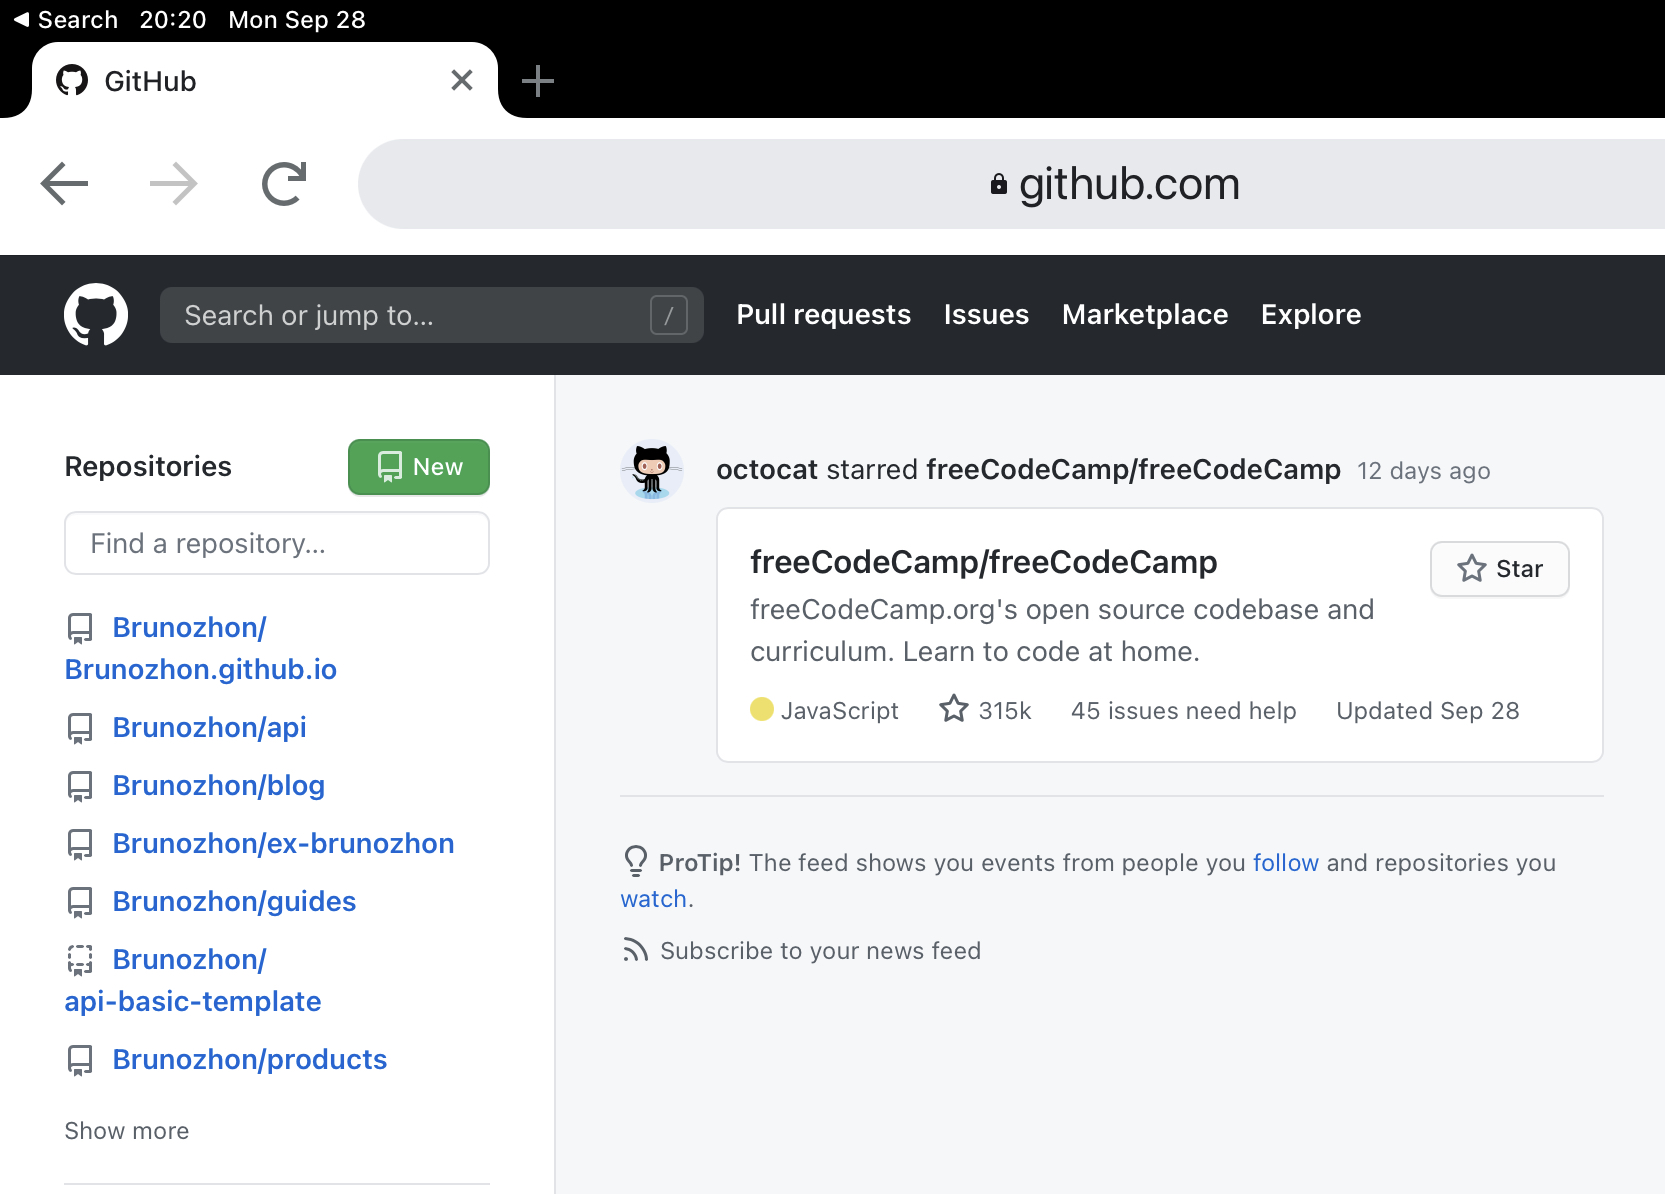 Search 20:20 Mon Sep 28
GitHub
github.com
Search or jump to... /
Pull requests Issues Marketplace Explore
Repositories
New
Find a repository...
Brunozhon/
Brunozhon.github.io
Brunozhon/api
Brunozhon/blog
Brunozhon/ex-brunozhon
Brunozhon/guides
Brunozhon/
api-basic-template
Brunozhon/products
Show more
octocat starred freeCodeCamp/freeCodeCamp 12 days ago
freeCodeCamp/freeCodeCamp
Star
freeCodeCamp.org's open source codebase and
curriculum. Learn to code at home.
JavaScript 315k 45 issues need help Updated Sep 28
ProTip! The feed shows you events from people you follow and repositories you
watch.
Subscribe to your news feed